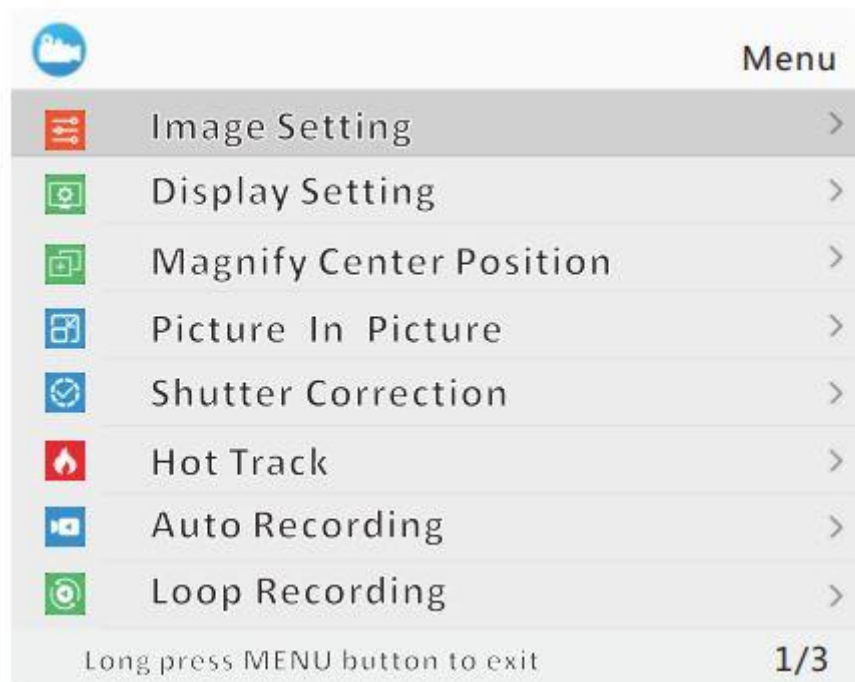 Menu
Image Setting
Display Setting
Magnify Center Position
Picture In Picture
Shutter Correction
Hot Track
Auto Recording
Loop Recording
Long press MENU button to exit
1/3